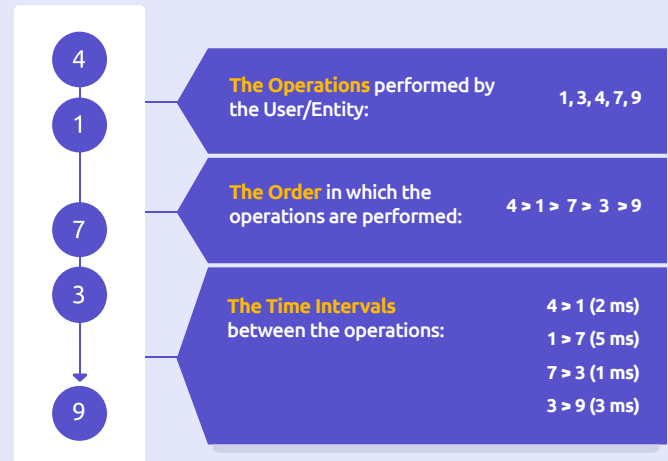 4
1
7
3
9
The Operations performed by
the User/Entity:
1, 3, 4, 7, 9
The Order in which the
operations are performed:
4 > 1 > 7 > 3 > 9
The Time Intervals
between the operations:
4 > 1 (2 ms)
1 > 7 (5 ms)
7 > 3 (1 ms)
3 > 9 (3 ms)